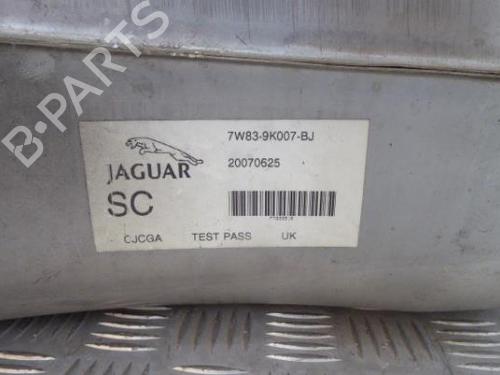 7W83-9K007-BJ
JAGUAR
20070625
SC
CJCGA TEST PASS UK
B-PARTS